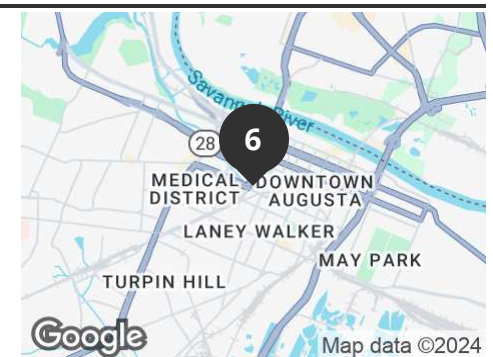 Savannah River
28
6
MEDICAL
DISTRICT
DOWNTOWN
AUGUSTA
LANEY WALKER
MAY PARK
TURPIN HILL
Google
Map data ©2024